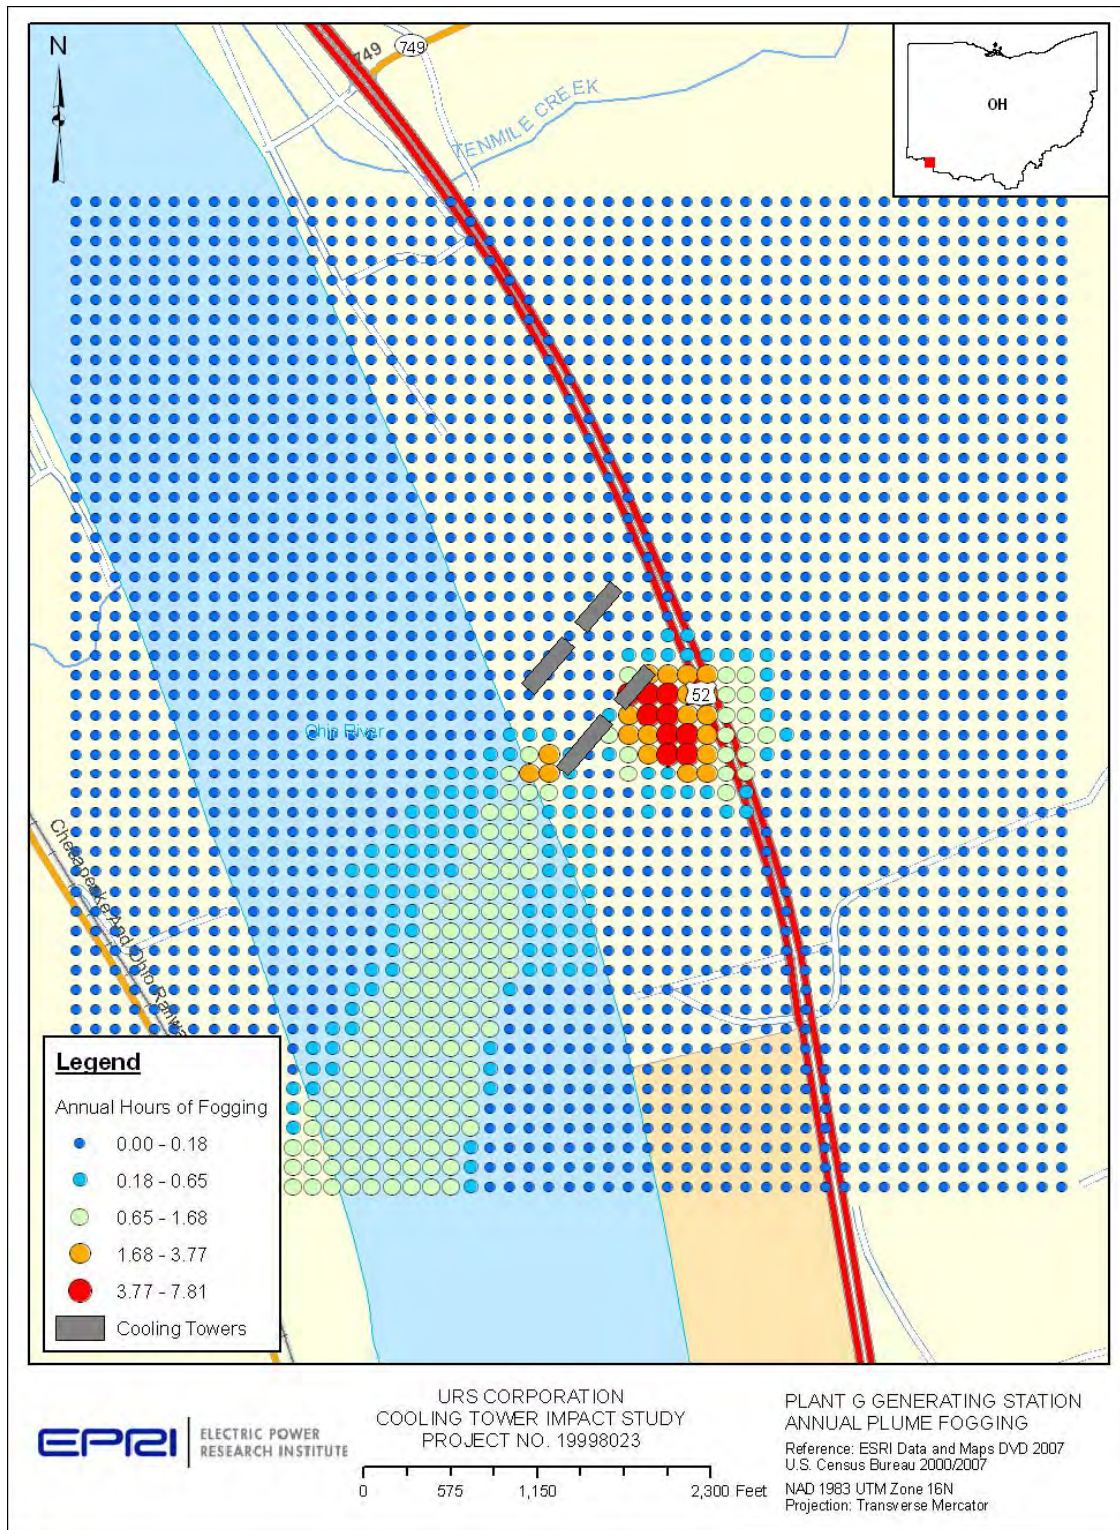 N
749
749
TENMILE CREEK
OH
52
Ohio River
Chesapeake And Ohio Railwa
Legend
Annual Hours of Fogging
0.00 - 0.18
0.18 - 0.65
0.65 - 1.68
1.68 - 3.77
3.77 - 7.81
Cooling Towers
EPRI
ELECTRIC POWER
RESEARCH INSTITUTE
URS CORPORATION
COOLING TOWER IMPACT STUDY
PROJECT NO. 19998023
0 575 1,150 2,300 Feet
PLANT G GENERATING STATION
ANNUAL PLUME FOGGING
Reference: ESRI Data and Maps DVD 2007
U.S. Census Bureau 2000/2007
NAD 1983 UTM Zone 16N
Projection: Transverse Mercator